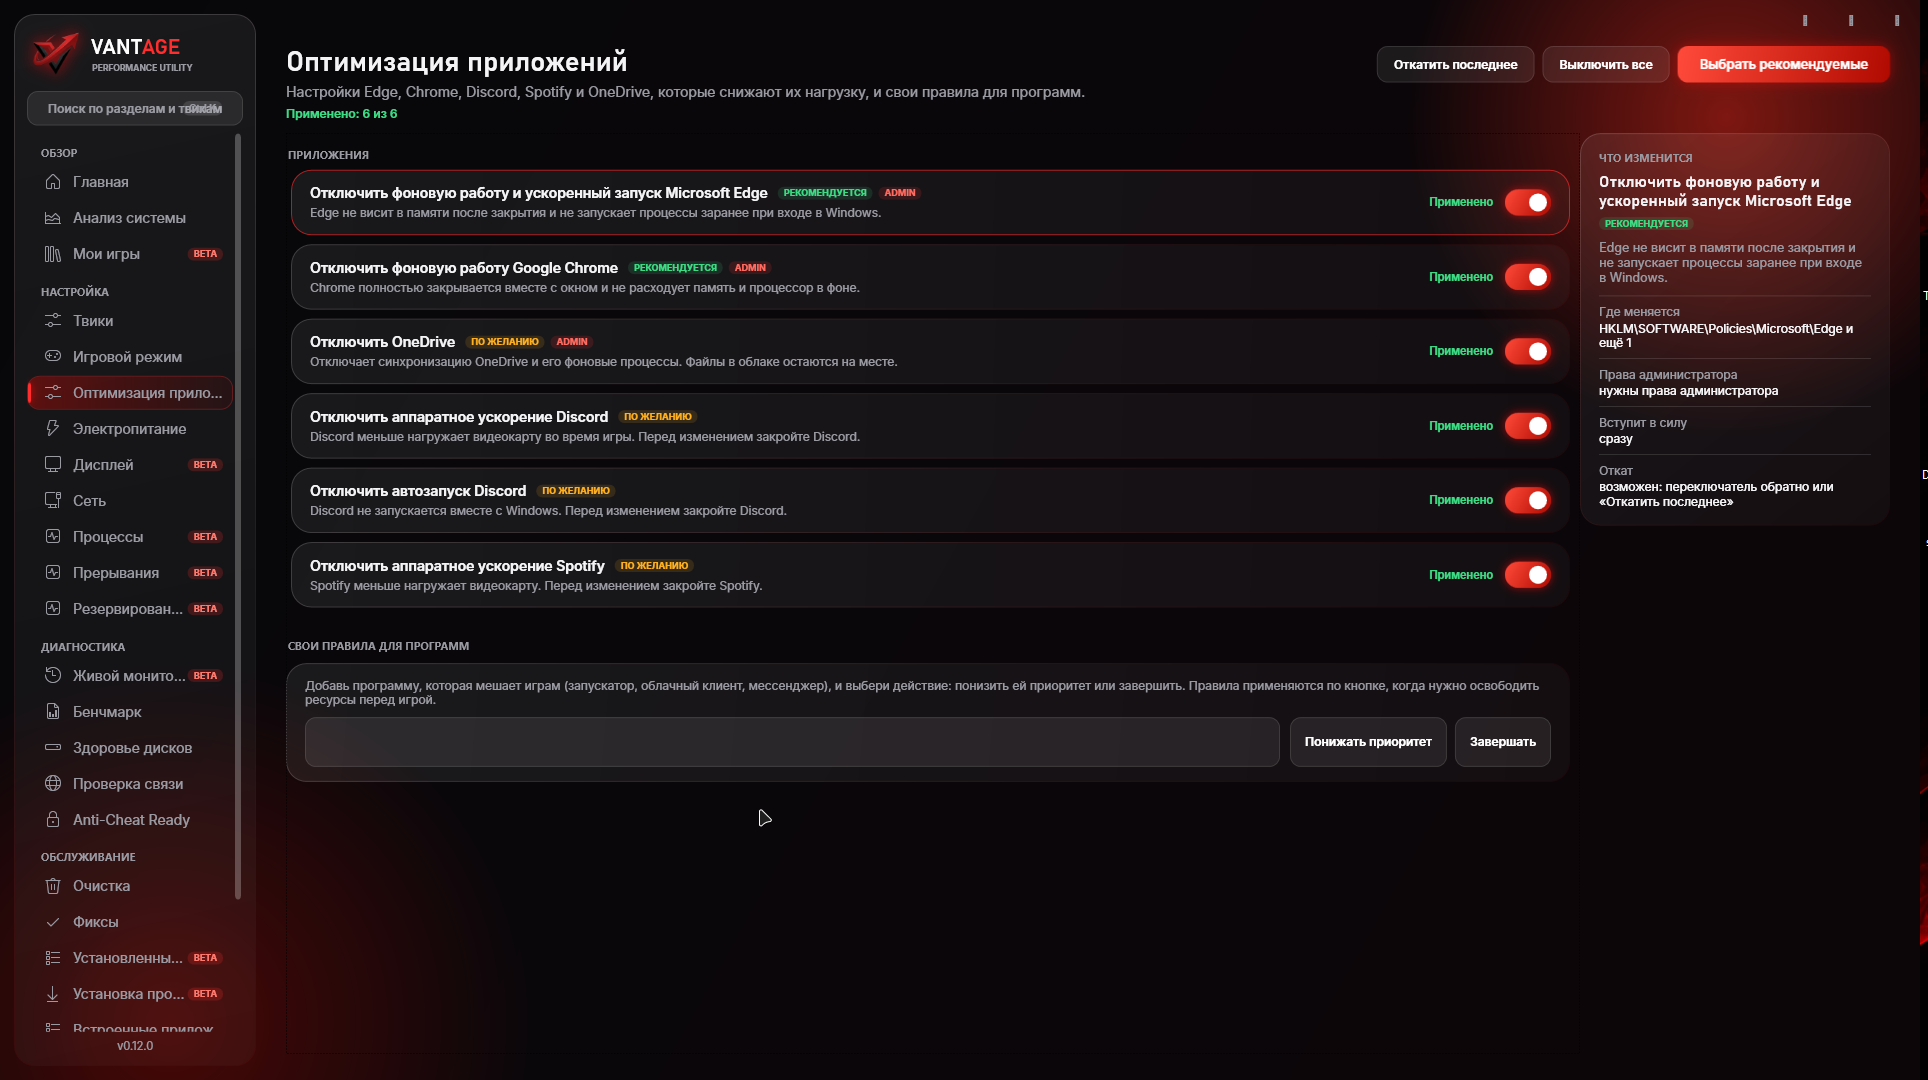 VANTAGE
PERFORMANCE UTILITY
Поиск по разделам и твикам
ОБЗОР
Главная
Анализ системы
Мои игры BETA
НАСТРОЙКА
Твики
Игровой режим
Оптимизация прило...
Электропитание
Дисплей BETA
Сеть
Процессы BETA
Прерывания BETA
Резервирован... BETA
ДИАГНОСТИКА
Живой монито... BETA
Бенчмарк
Здоровье дисков
Проверка связи
Anti-Cheat Ready
ОБСЛУЖИВАНИЕ
Очистка
Фиксы
Установленны... BETA
Установка про... BETA
Встроенные прилож
v0.12.0
Оптимизация приложений
Настройки Edge, Chrome, Discord, Spotify и OneDrive, которые снижают их нагрузку, и свои правила для программ.
Применено: 6 из 6
Откатить последнее
Выключить все
Выбрать рекомендуемые
ПРИЛОЖЕНИЯ
Отключить фоновую работу и ускоренный запуск Microsoft Edge РЕКОМЕНДУЕТСЯ ADMIN
Edge не висит в памяти после закрытия и не запускает процессы заранее при входе в Windows.
Применено
Отключить фоновую работу Google Chrome РЕКОМЕНДУЕТСЯ ADMIN
Chrome полностью закрывается вместе с окном и не расходует память и процессор в фоне.
Применено
Отключить OneDrive ПО ЖЕЛАНИЮ ADMIN
Отключает синхронизацию OneDrive и его фоновые процессы. Файлы в облаке остаются на месте.
Применено
Отключить аппаратное ускорение Discord ПО ЖЕЛАНИЮ
Discord меньше нагружает видеокарту во время игры. Перед изменением закройте Discord.
Применено
Отключить автозапуск Discord ПО ЖЕЛАНИЮ
Discord не запускается вместе с Windows. Перед изменением закройте Discord.
Применено
Отключить аппаратное ускорение Spotify ПО ЖЕЛАНИЮ
Spotify меньше нагружает видеокарту. Перед изменением закройте Spotify.
Применено
СВОИ ПРАВИЛА ДЛЯ ПРОГРАММ
Добавь программу, которая мешает играм (запускатор, облачный клиент, мессенджер), и выбери действие: понизить ей приоритет или завершить. Правила применяются по кнопке, когда нужно освободить
ресурсы перед игрой.
Понижать приоритет
Завершать
ЧТО ИЗМЕНИТСЯ
Отключить фоновую работу и
ускоренный запуск Microsoft Edge
РЕКОМЕНДУЕТСЯ
Edge не висит в памяти после закрытия и
не запускает процессы заранее при входе
в Windows.
Где меняется
HKLM\SOFTWARE\Policies\Microsoft\Edge и
ещё 1
Права администратора
нужны права администратора
Вступит в силу
сразу
Откат
возможен: переключатель обратно или
«Откатить последнее»